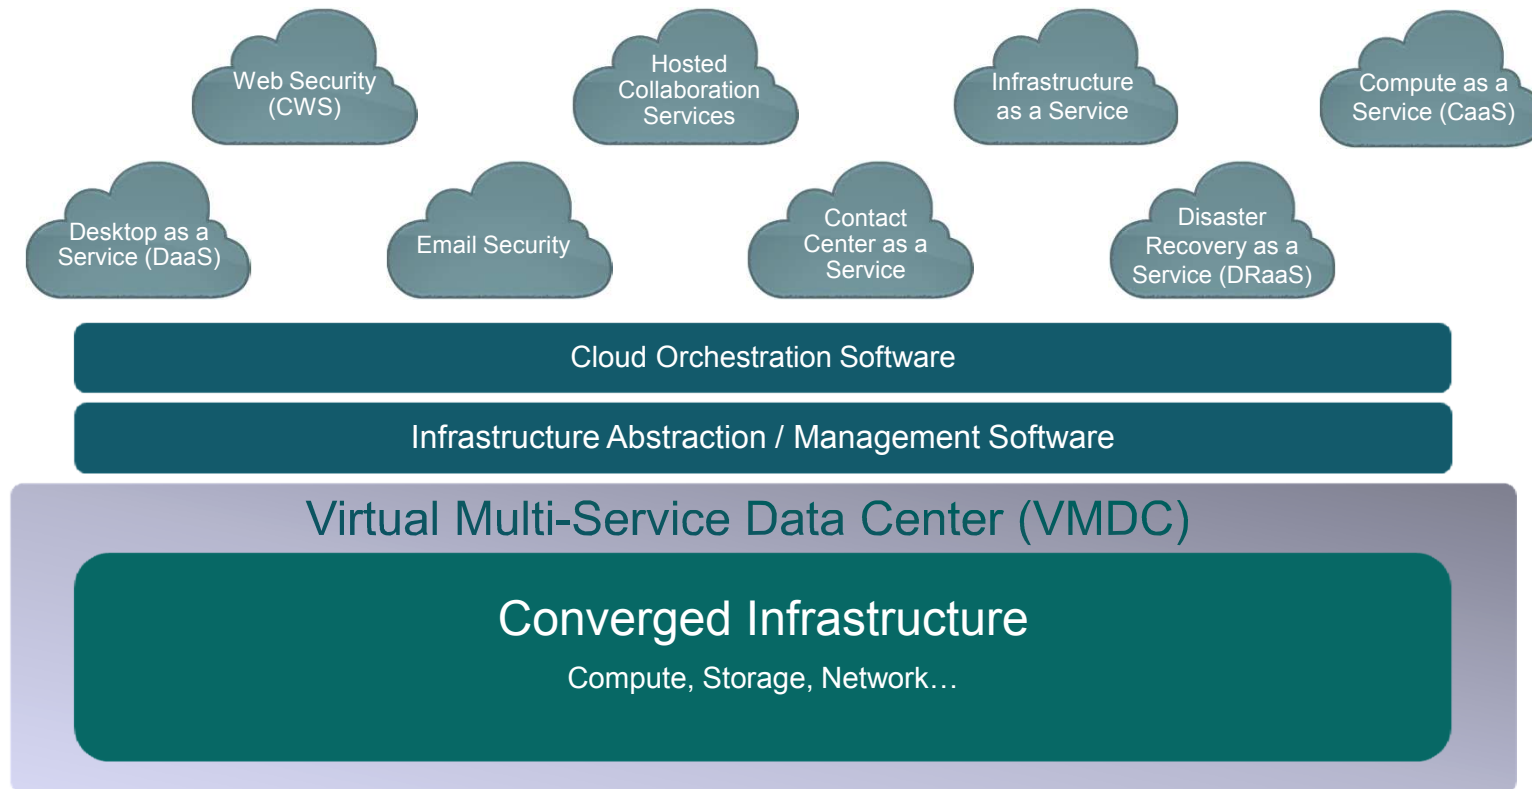 Web Security
(CWS)
Hosted
Collaboration
Services
Infrastructure
as a Service
Compute as a
Service (CaaS)
Desktop as a
Service (DaaS)
Email Security
Contact
Center as a
Service
Disaster
Recovery as a
Service (DRaaS)
Cloud Orchestration Software
Infrastructure Abstraction / Management Software
Virtual Multi-Service Data Center (VMDC)
Converged Infrastructure
Compute, Storage, Network…